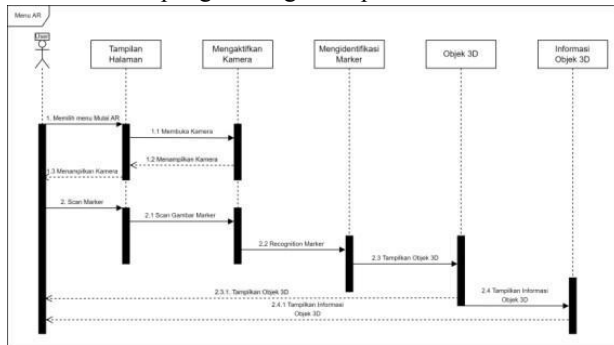 Menu AR
User
Tampilan
Halaman
Mengaktifkan
Kamera
Mengidentifikasi
Marker
Objek 3D
Informasi
Objek 3D
1. Memilih menu Mulai AR
1.1 Membuka Kamera
1.2 Menampilkan Kamera
1.3 Menampilkan Kamera
2. Scan Marker
2.1 Scan Gambar Marker
2.2 Recognition Marker
2.3 Tampilkan Objek 3D
2.3.1. Tampilkan Objek 3D
2.4 Tampilkan Informasi
Objek 3D
2.4.1 Tampilkan Informasi
Objek 3D